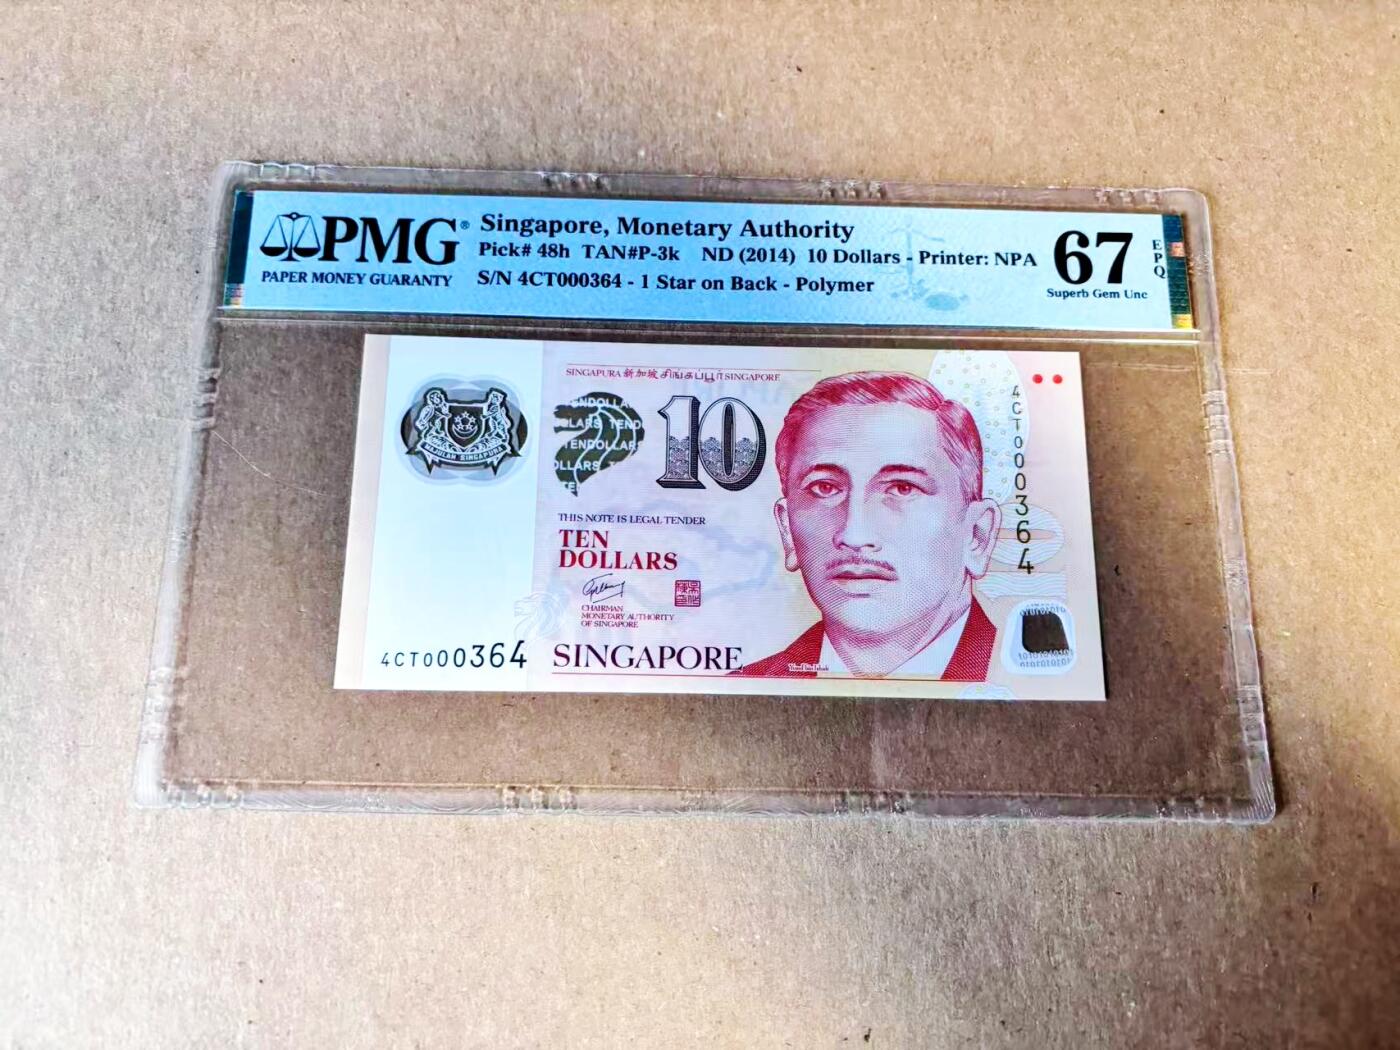 PMG®
PAPER MONEY GUARANTY
Singapore, Monetary Authority
Pick# 48h TAN#P-3k ND (2014) 10 Dollars - Printer: NPA
S/N 4CT000364 - 1 Star on Back - Polymer
67
EPQ
Superb Gem Unc
SINGAPURA 新加坡 சிங்கப்பூர் SINGAPORE
MAJULAH SINGAPURA
10
4CT000364
THIS NOTE IS LEGAL TENDER
TEN
DOLLARS
CHAIRMAN
MONETARY AUTHORITY
OF SINGAPORE
4CT000364
SINGAPORE